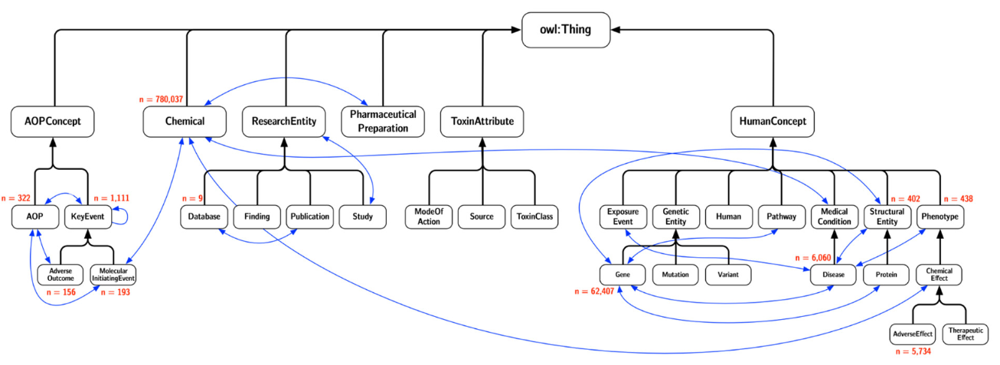 owl:Thing
n = 780,037
AOPConcept
Chemical
ResearchEntity
Pharmaceutical
Preparation
ToxinAttribute
HumanConcept
n = 322
n = 1,111
n = 9
n = 402
n = 438
AOP
KeyEvent
Database
Finding
Publication
Study
ModeOf
Action
Source
ToxinClass
Exposure
Event
Genetic
Entity
Human
Pathway
Medical
Condition
Structural
Entity
Phenotype
n = 6,060
Adverse
Outcome
Molecular
InitiatingEvent
Gene
Mutation
Variant
Disease
Protein
Chemical
Effect
n = 156
n = 193
n = 62,407
AdverseEffect
Therapeutic
Effect
n = 5,734